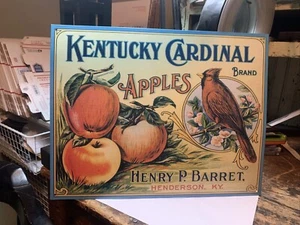 KENTUCKY CARDINAL
BRAND
APPLES
HENRY P. BARRET,
HENDERSON, KY.